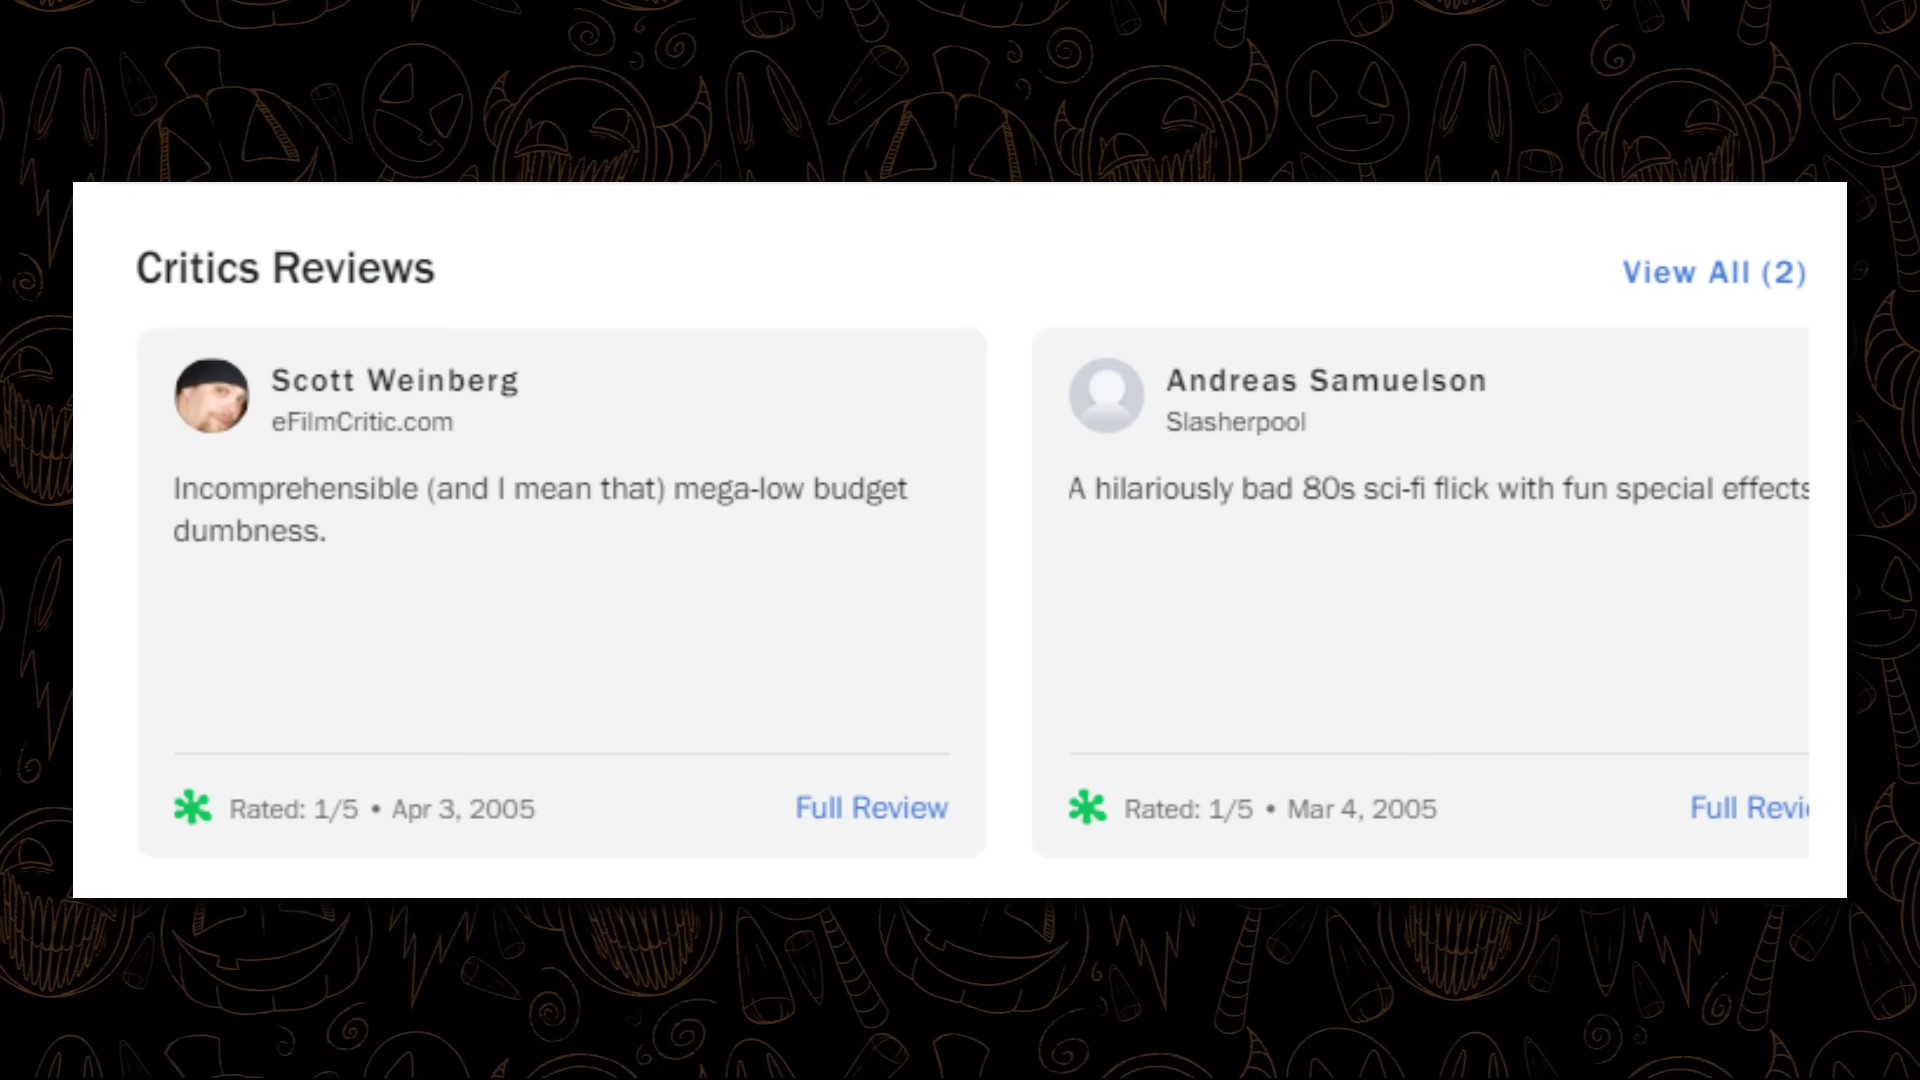 Critics Reviews
View All (2)
Scott Weinberg
eFilmCritic.com
Incomprehensible (and I mean that) mega-low budget
dumbness.
Rated: 1/5 • Apr 3, 2005
Full Review
Andreas Samuelson
Slasherpool
A hilariously bad 80s sci-fi flick with fun special effects
Rated: 1/5 • Mar 4, 2005
Full Revi